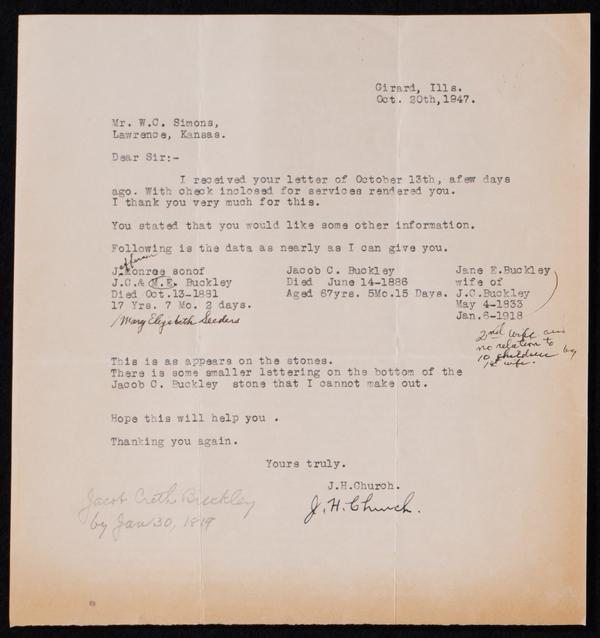 Girard, Ills.
Oct. 20th,1947.
Mr. W.C. Simons,
Lawrence, Kansas.
Dear Sir:-
I received your letter of October 13th, afew days
ago. With check inclosed for services rendered you.
I thank you very much for this.
You stated that you would like some other information.
Following is the data as nearly as I can give you.
efferson
J.Monroe sonof
J.C.& M.E. Buckley
Died Oct.13-1881
17 Yrs. 7 Mo. 2 days.
Mary Elizabeth Seeders
Jacob C. Buckley
Died June 14-1886
Aged 67yrs. 5Mo.15 Days.
Jane E.Buckley
wife of
J.C.Buckley
May 4-1833
Jan.6-1918
2nd wife and
no relation to
10 children by
1st wife.
This is as appears on the stones.
There is some smaller lettering on the bottom of the
Jacob C. Buckley stone that I cannot make out.
Hope this will help you .
Thanking you again.
Yours truly.
J.H.Church.
J. H. Church.
Jacob Creth Buckley
by Jan 30, 1819